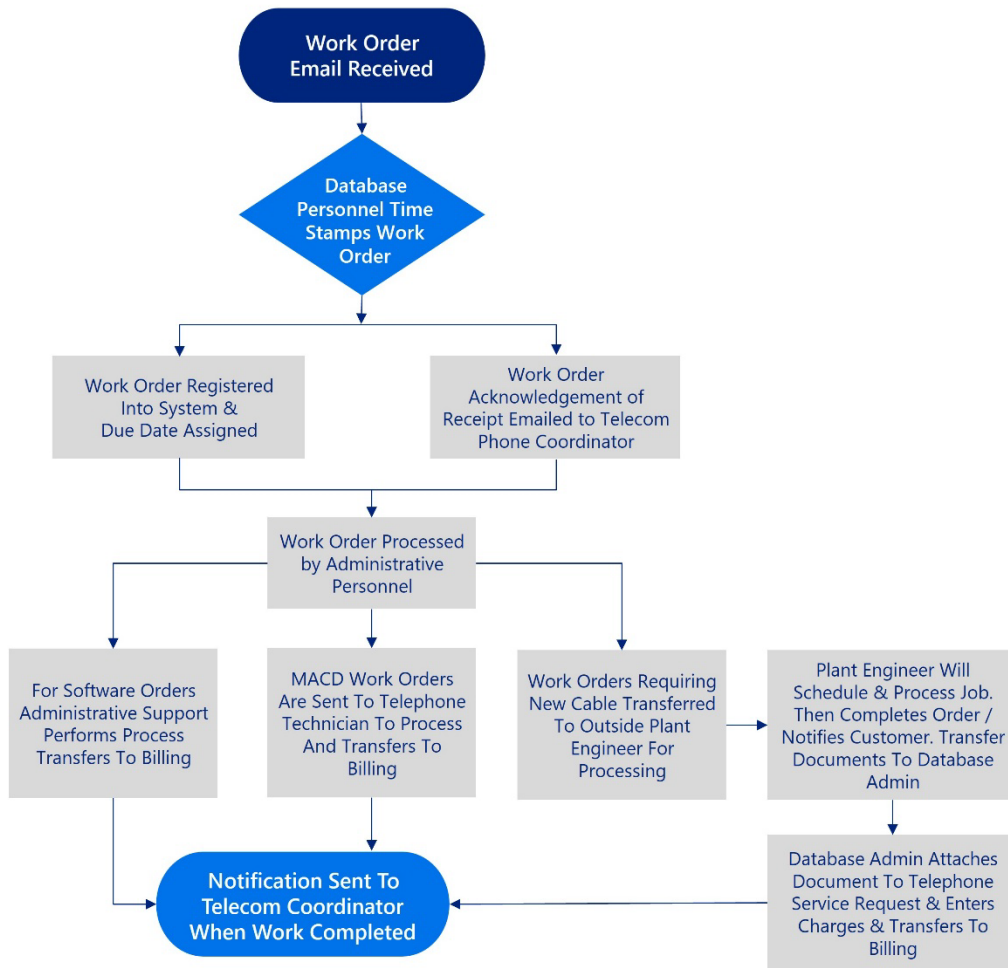 Work Order
Email Received
Database
Personnel Time
Stamps Work
Order
Work Order Registered
Into System &
Due Date Assigned
Work Order
Acknowledgement of
Receipt Emailed to Telecom
Phone Coordinator
Work Order Processed
by Administrative
Personnel
For Software Orders
Administrative Support
Performs Process
Transfers To Billing
MACD Work Orders
Are Sent To Telephone
Technician To Process
And Transfers To
Billing
Work Orders Requiring
New Cable Transferred
To Outside Plant
Engineer For
Processing
Plant Engineer Will
Schedule & Process Job.
Then Completes Order /
Notifies Customer. Transfer
Documents To Database
Admin
Database Admin Attaches
Document To Telephone
Service Request & Enters
Charges & Transfers To
Billing
Notification Sent To
Telecom Coordinator
When Work Completed